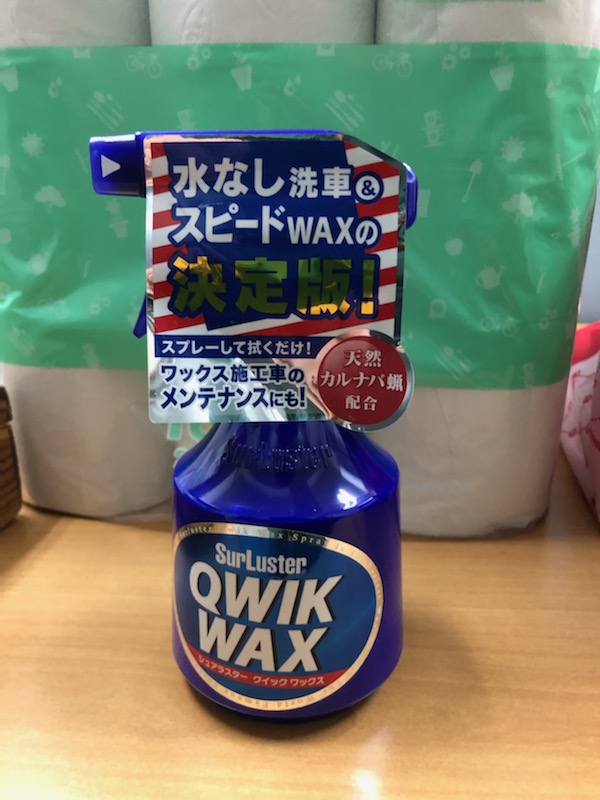 水なし洗車&
スピードWAXの
決定版!
スプレーして拭くだけ!
ワックス施工車の
メンテナンスにも!
天然
カルナバ蝋
配合
SurLuster
SurLuster
QWIK
WAX
シュアラスター クイックワックス